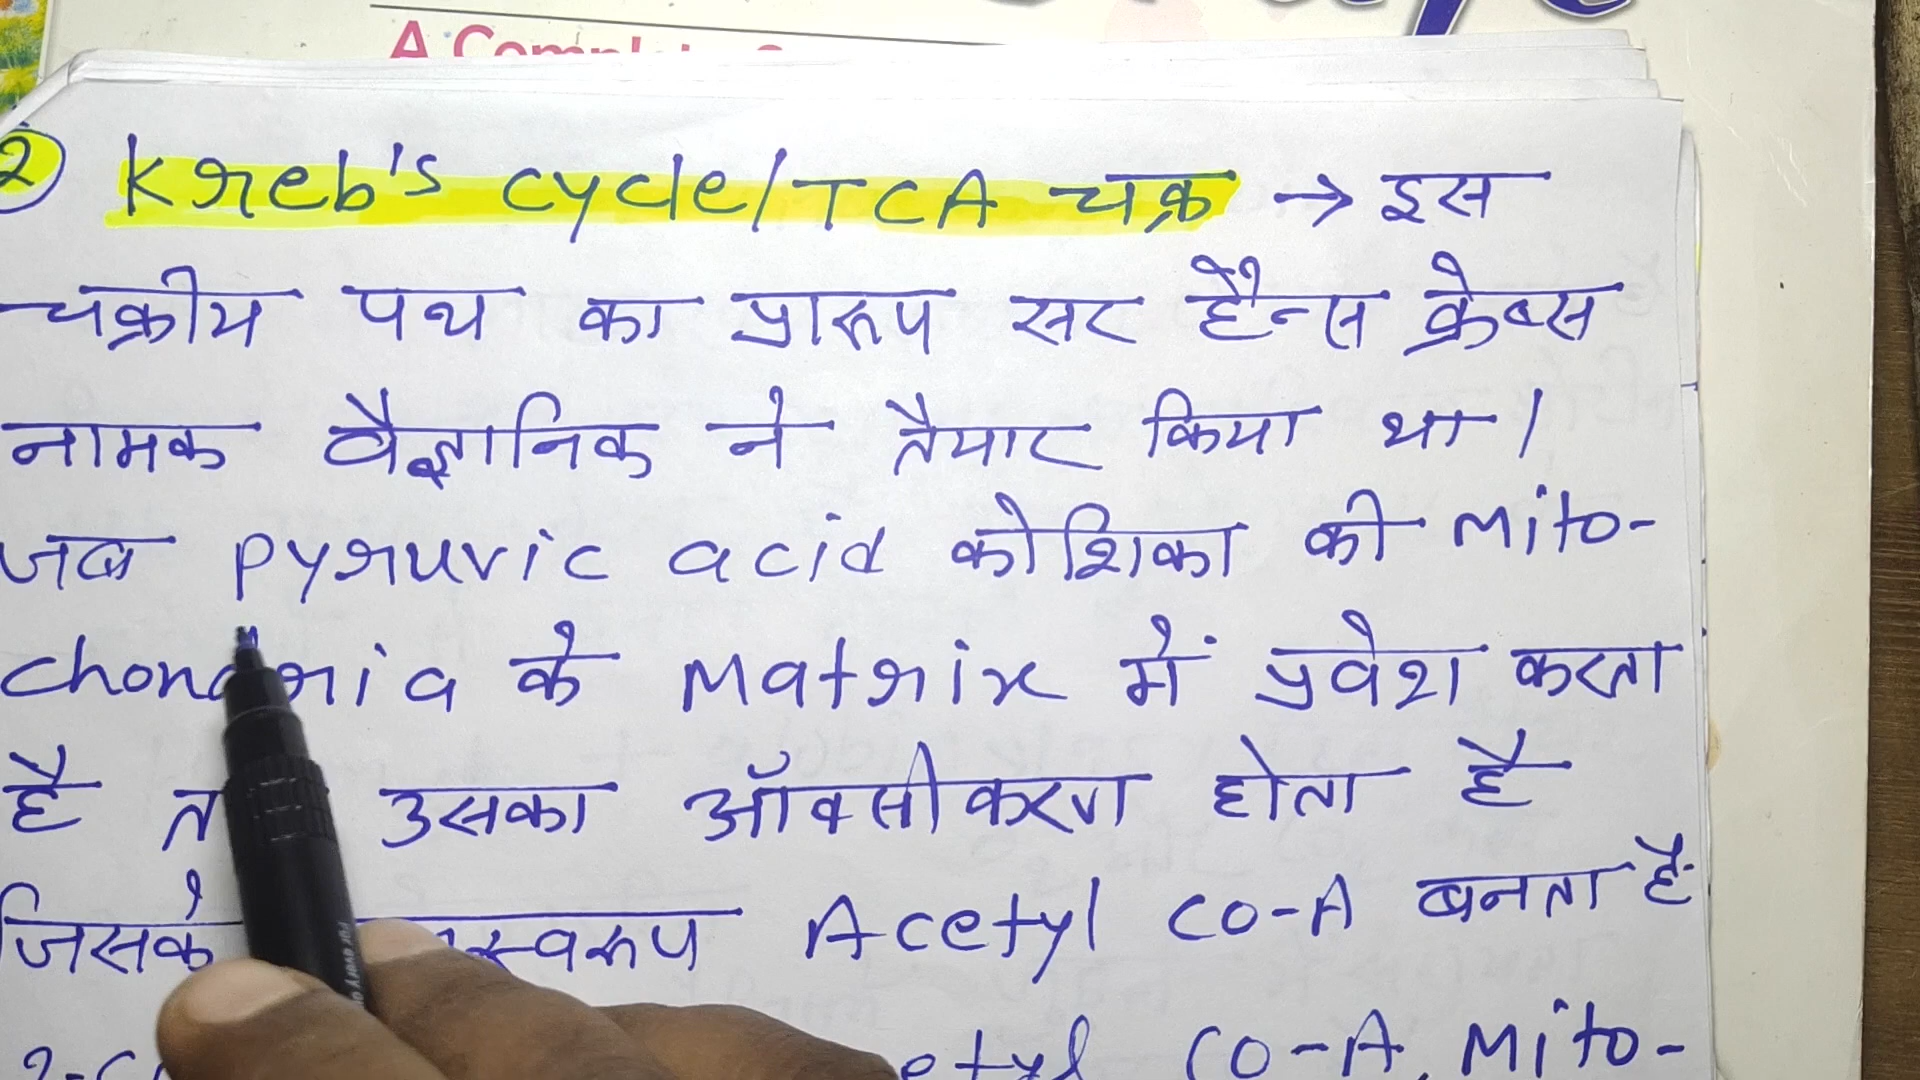 A Comple
② Kreb's cycle/TCA चक्र → इस
चक्रीय पथ का प्रारूप सर हैन्स क्रेब्स
नामक वैज्ञानिक ने तैयार किया था।
जब pyruvic acid कोशिका की Mito-
chondria के Matrix में प्रवेश करता
है उसका ऑक्सीकरण होता है
जिसके स्वरूप Acetyl CO-A बनता है
CO-A, Mito-